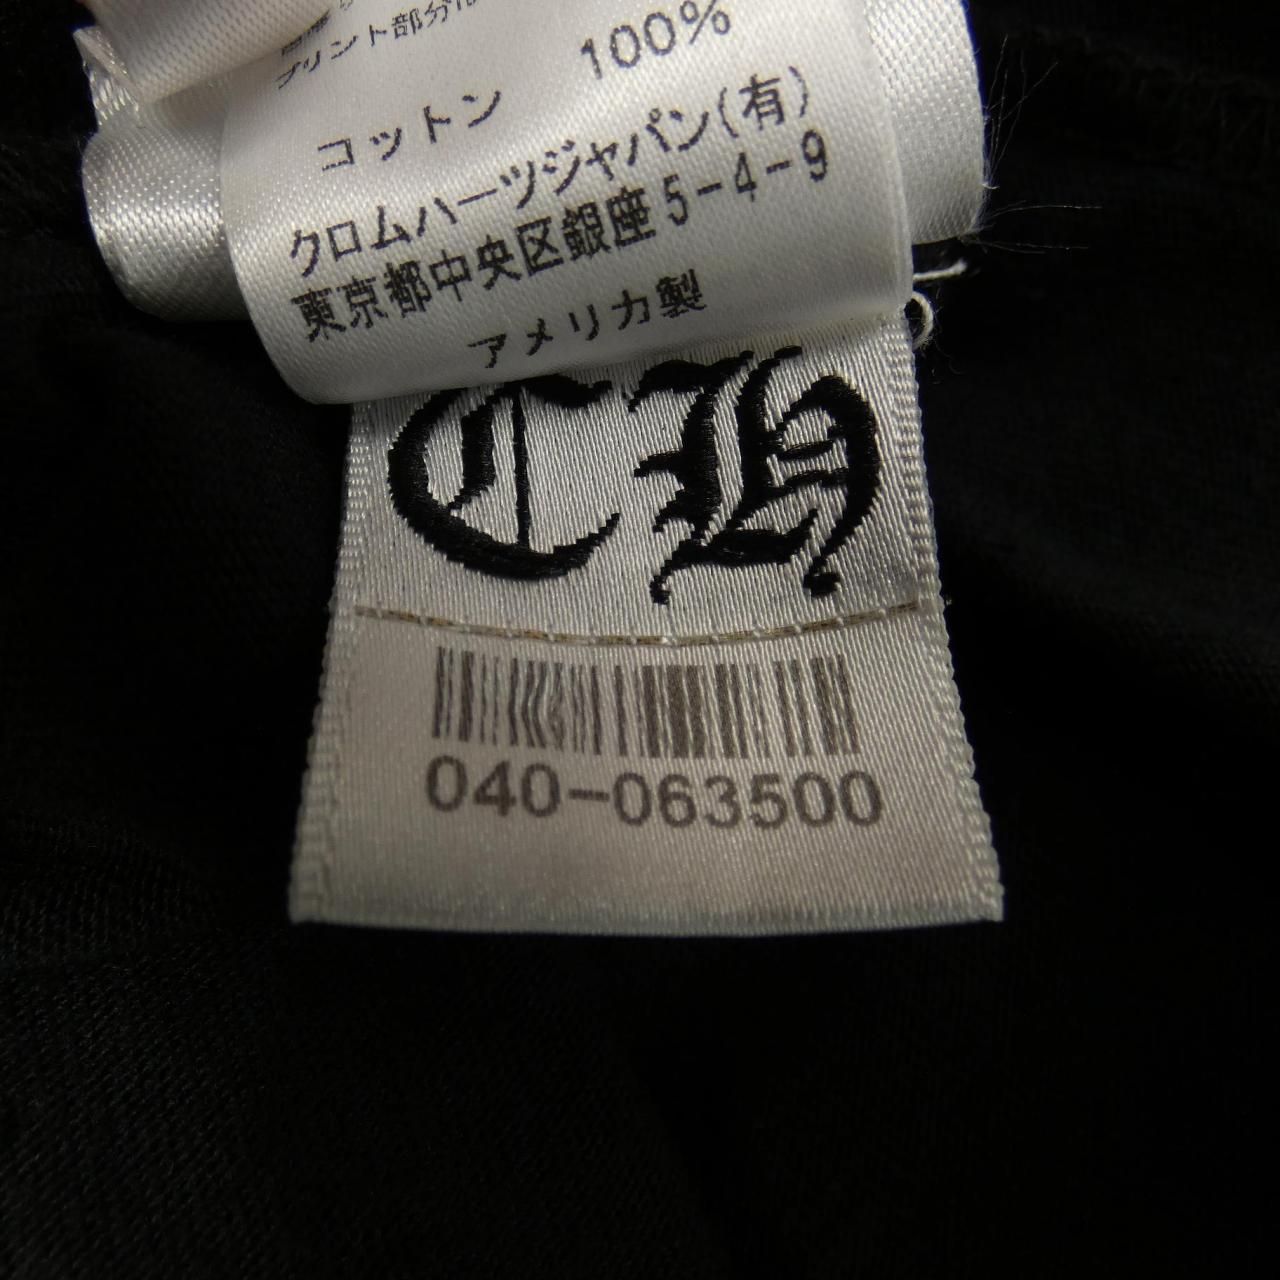 プリント部分
コットン 100%
クロムハーツジャパン(有)
東京都中央区銀座5-4-9
アメリカ製
CH
040-063500